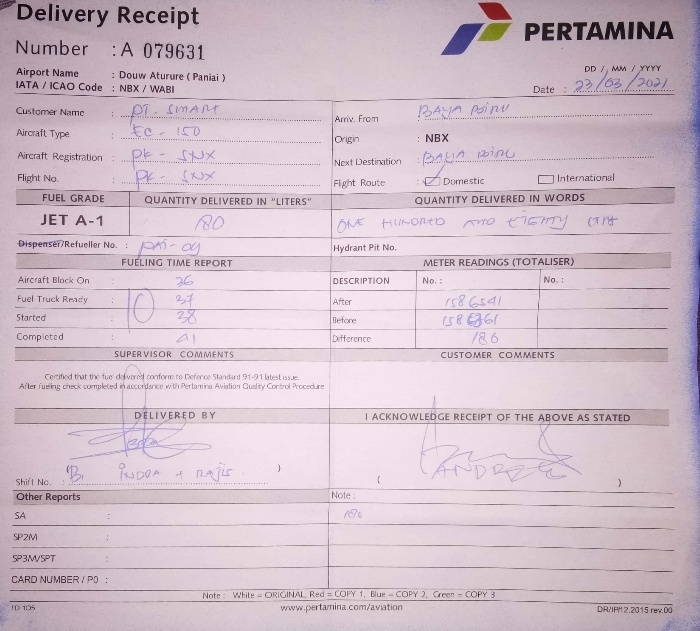 Delivery Receipt
PERTAMINA
Number : A 079631
Airport Name : Douw Aturure ( Paniai )
IATA / ICAO Code : NBX / WABI
DD / MM / YYYY
Date : 23/03/2021
Customer Name : PT. SMART
Arriv. From BAYA BIRU
Aircraft Type : EC - 150
Origin : NBX
Aircraft Registration : PK - SNX
Next Destination BAYA BIRU
Flight No. : PK - SNX
Flight Route : Domestic International
FUEL GRADE QUANTITY DELIVERED IN "LITERS" QUANTITY DELIVERED IN WORDS
JET A-1 180 ONE HUNDRED AND EIGHTY
Dispenser/Refueller No. : PAI-09 Hydrant Pit No.
FUELING TIME REPORT METER READINGS (TOTALISER)
Aircraft Block On : 36 DESCRIPTION No. : No. :
Fuel Truck Ready : 10 37 After 1586541
Started : 38 Before 1586361
Completed : 41 Difference 180
SUPERVISOR COMMENTS CUSTOMER COMMENTS
Certified that the fuel delivered conform to Defence Standard 91-91 latest issue.
After fueling check completed in accordance with Pertamina Aviation Quality Control Procedure
DELIVERED BY I ACKNOWLEDGE RECEIPT OF THE ABOVE AS STATED
Shift No. : ( INDRA + RAJIS ) ( ANDRE )
Other Reports Note :
SA :
SP2M :
SP3M/SPT :
CARD NUMBER / PO :
Note : White = ORIGINAL, Red = COPY 1, Blue = COPY 2, Green = COPY 3
FD 105 www.pertamina.com/aviation DR/IPM 2.2015 rev.00